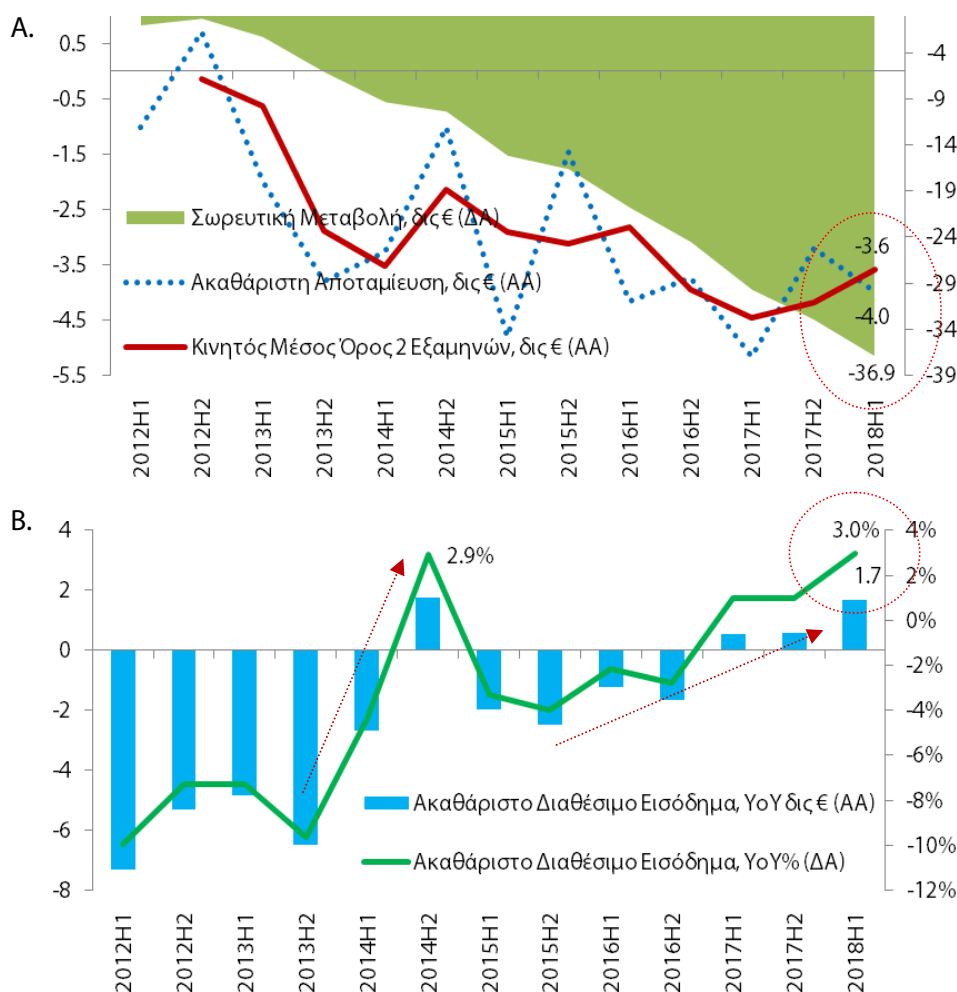 A.
0.5
-0.5
-1.5
-2.5
-3.5
-4.5
-5.5
-4
-9
-14
-19
-24
-29
-34
-39
Σωρευτική Μεταβολή, δις € (ΔΑ)
Ακαθάριστη Αποταμίευση, δις € (ΑΑ)
Κινητός Μέσος Όρος 2 Εξαμηνών, δις € (ΑΑ)
-3.6
-4.0
-36.9
2012H1
2012H2
2013H1
2013H2
2014H1
2014H2
2015H1
2015H2
2016H1
2016H2
2017H1
2017H2
2018H1
B.
4
2
0
-2
-4
-6
-8
4%
2%
0%
-2%
-4%
-6%
-8%
-10%
-12%
2.9%
3.0%
1.7
Ακαθάριστο Διαθέσιμο Εισόδημα, YoY δις € (ΑΑ)
Ακαθάριστο Διαθέσιμο Εισόδημα, YoY% (ΔΑ)
2012H1
2012H2
2013H1
2013H2
2014H1
2014H2
2015H1
2015H2
2016H1
2016H2
2017H1
2017H2
2018H1